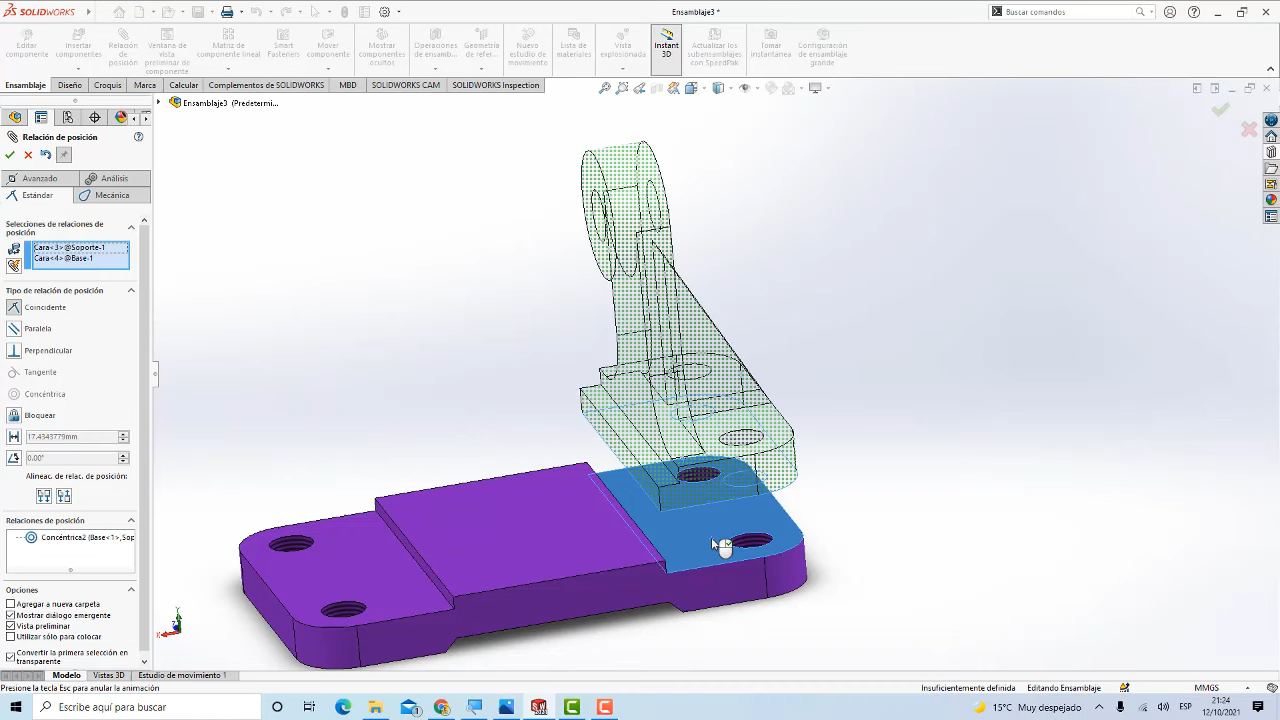 SOLIDWORKS
Ensamblaje3 *
Buscar comandos
Editar componente
Insertar componentes
Relación de posición
Ventana de vista preliminar de componente
Matriz de componente lineal
Smart Fasteners
Mover componente
Mostrar componentes ocultos
Operaciones de ensamb...
Geometría de refer...
Nuevo estudio de movimiento
Lista de materiales
Vista explosionada
Instant 3D
Actualizar los subensamblajes con SpeedPak
Tomar instantánea
Configuración de ensamblaje grande
Ensamblaje Diseño Croquis Marca Calcular Complementos de SOLIDWORKS MBD SOLIDWORKS CAM SOLIDWORKS Inspection
Ensamblaje3 (Predetermi...
Relación de posición
Avanzado Análisis
Estándar Mecánica
Selecciones de relaciones de
posición
Cara<3>@Soporte-1
Cara<4>@Base-1
Tipo de relación de posición
Coincidente
Paralela
Perpendicular
Tangente
Concéntrica
Bloquear
17.4343779mm
0.00°
Alineac. de relac. de posición:
Relaciones de posición
Concéntrica2 (Base<1>,Sop
Opciones
Agregar a nueva carpeta
Mostrar diálogo emergente
Vista preliminar
Utilizar sólo para colocar
Convertir la primera selección en
transparente
Y
Modelo Vistas 3D Estudio de movimiento 1
Presione la tecla Esc para anular la animación
Insuficientemente definida Editando Ensamblaje MMGS
Escribe aquí para buscar
15°C Muy despejado
ESP
21:24
12/10/2021